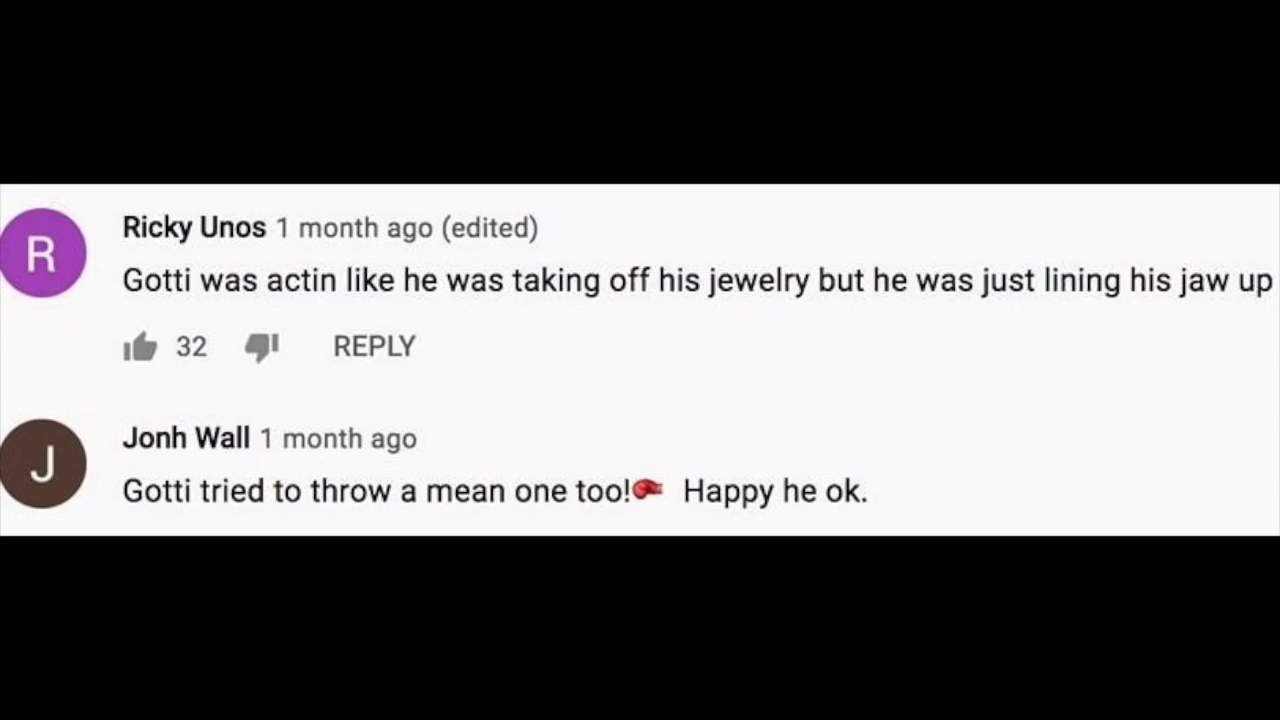 R
Ricky Unos 1 month ago (edited)
Gotti was actin like he was taking off his jewelry but he was just lining his jaw up
32 REPLY
J
Jonh Wall 1 month ago
Gotti tried to throw a mean one too!🥊 Happy he ok.